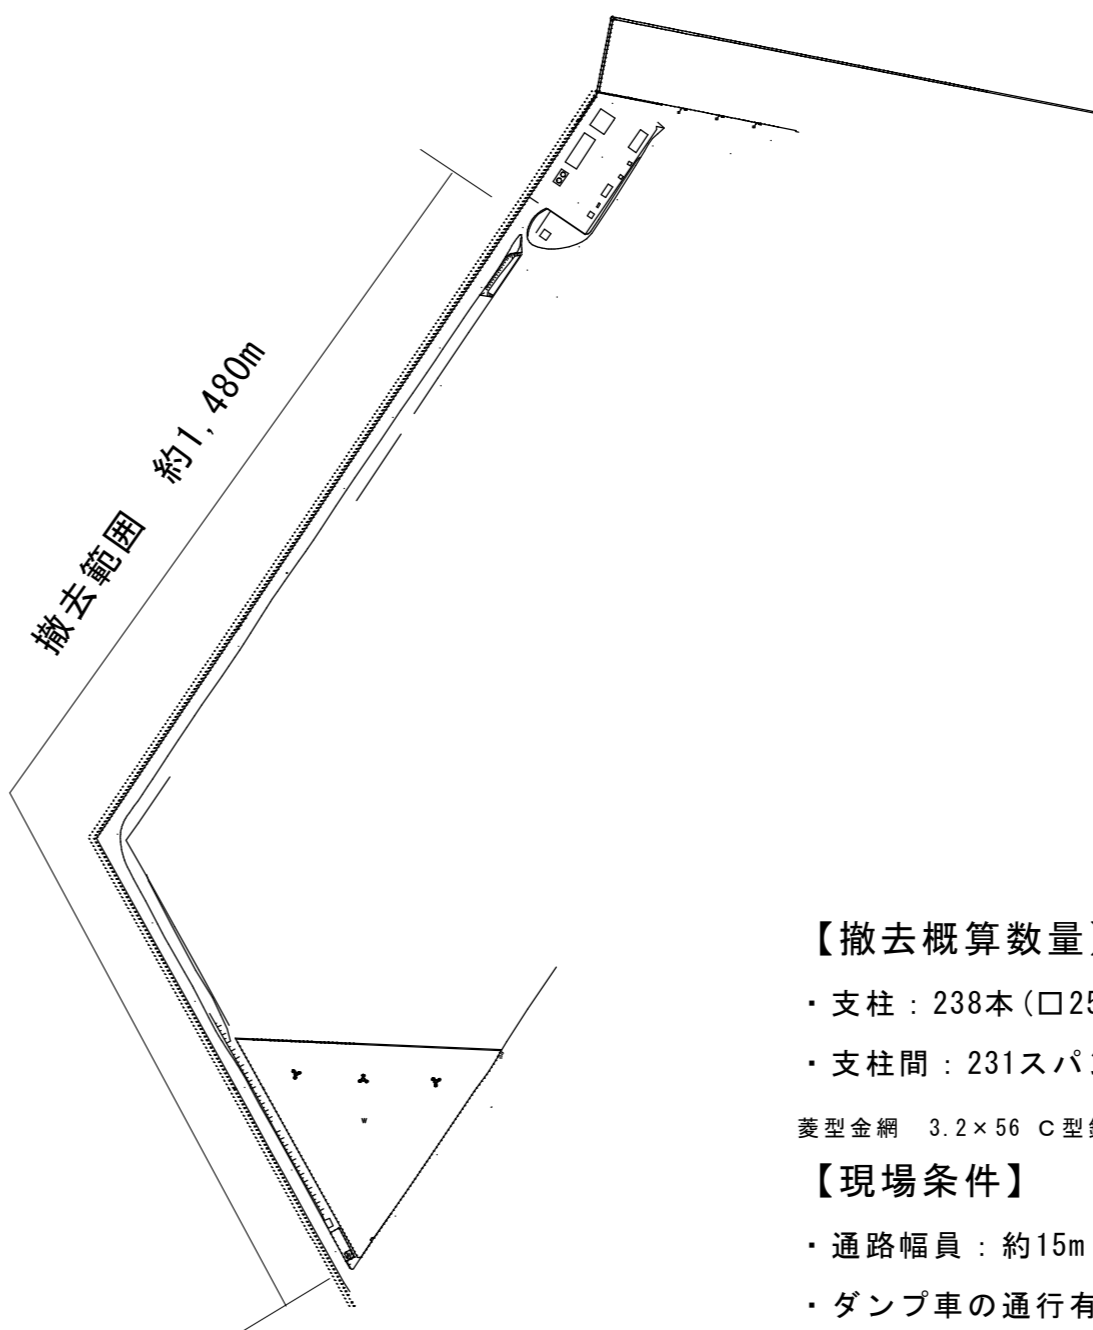 撤去範囲 約1,480m
【撤去概算数量】
・支柱：238本(□25
・支柱間：231スパ
菱型金網 3.2×56 C型
【現場条件】
・通路幅員：約15m
・ダンプ車の通行有